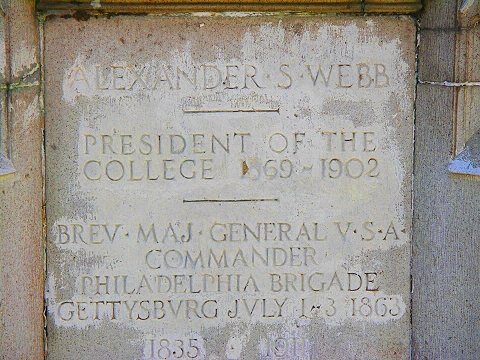 ALEXANDER·S·WEBB
PRESIDENT OF THE
COLLEGE 1869-1902
BREV·MAJ·GENERAL V·S·A·
COMMANDER
PHILADELPHIA BRIGADE
GETTYSBVRG JVLY 1-3 1863
1835 1911